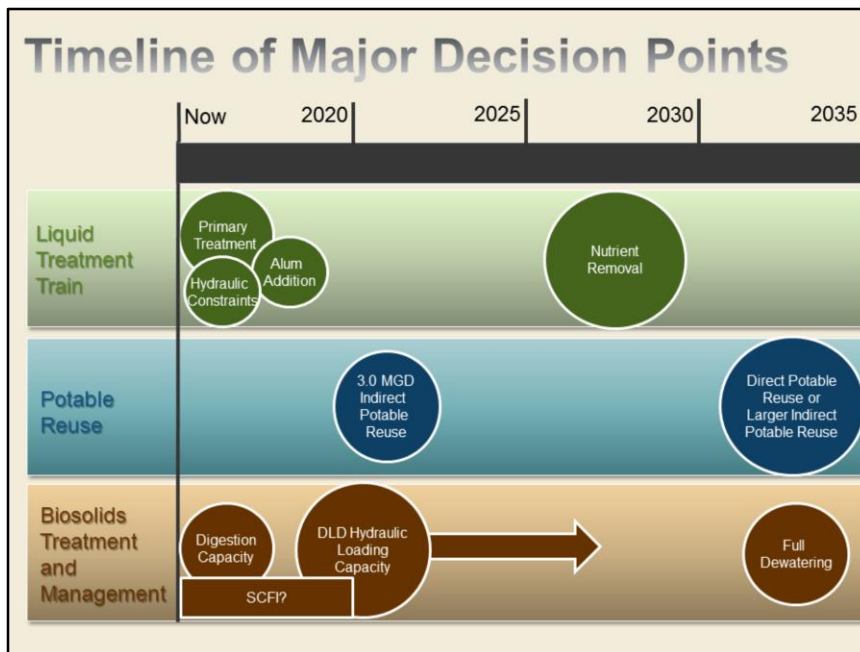 Timeline of Major Decision Points
Now
2020
2025
2030
2035
Liquid
Treatment
Train
Primary
Treatment
Alum
Addition
Hydraulic
Constraints
Nutrient
Removal
Potable
Reuse
3.0 MGD
Indirect
Potable
Reuse
Direct Potable
Reuse or
Larger Indirect
Potable Reuse
Biosolids
Treatment
and
Management
Digestion
Capacity
DLD Hydraulic
Loading
Capacity
SCFI?
Full
Dewatering